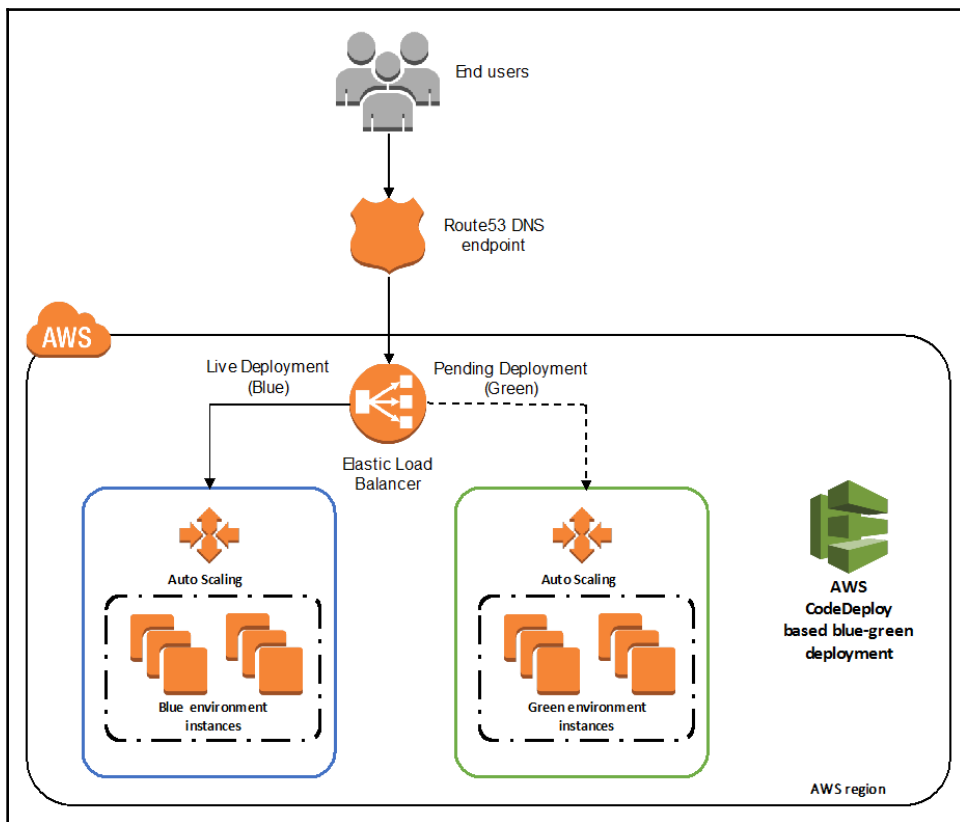 End users
Route53 DNS
endpoint
AWS
Live Deployment
(Blue)
Pending Deployment
(Green)
Elastic Load
Balancer
Auto Scaling
Blue environment
instances
Auto Scaling
Green environment
instances
AWS
CodeDeploy
based blue-green
deployment
AWS region